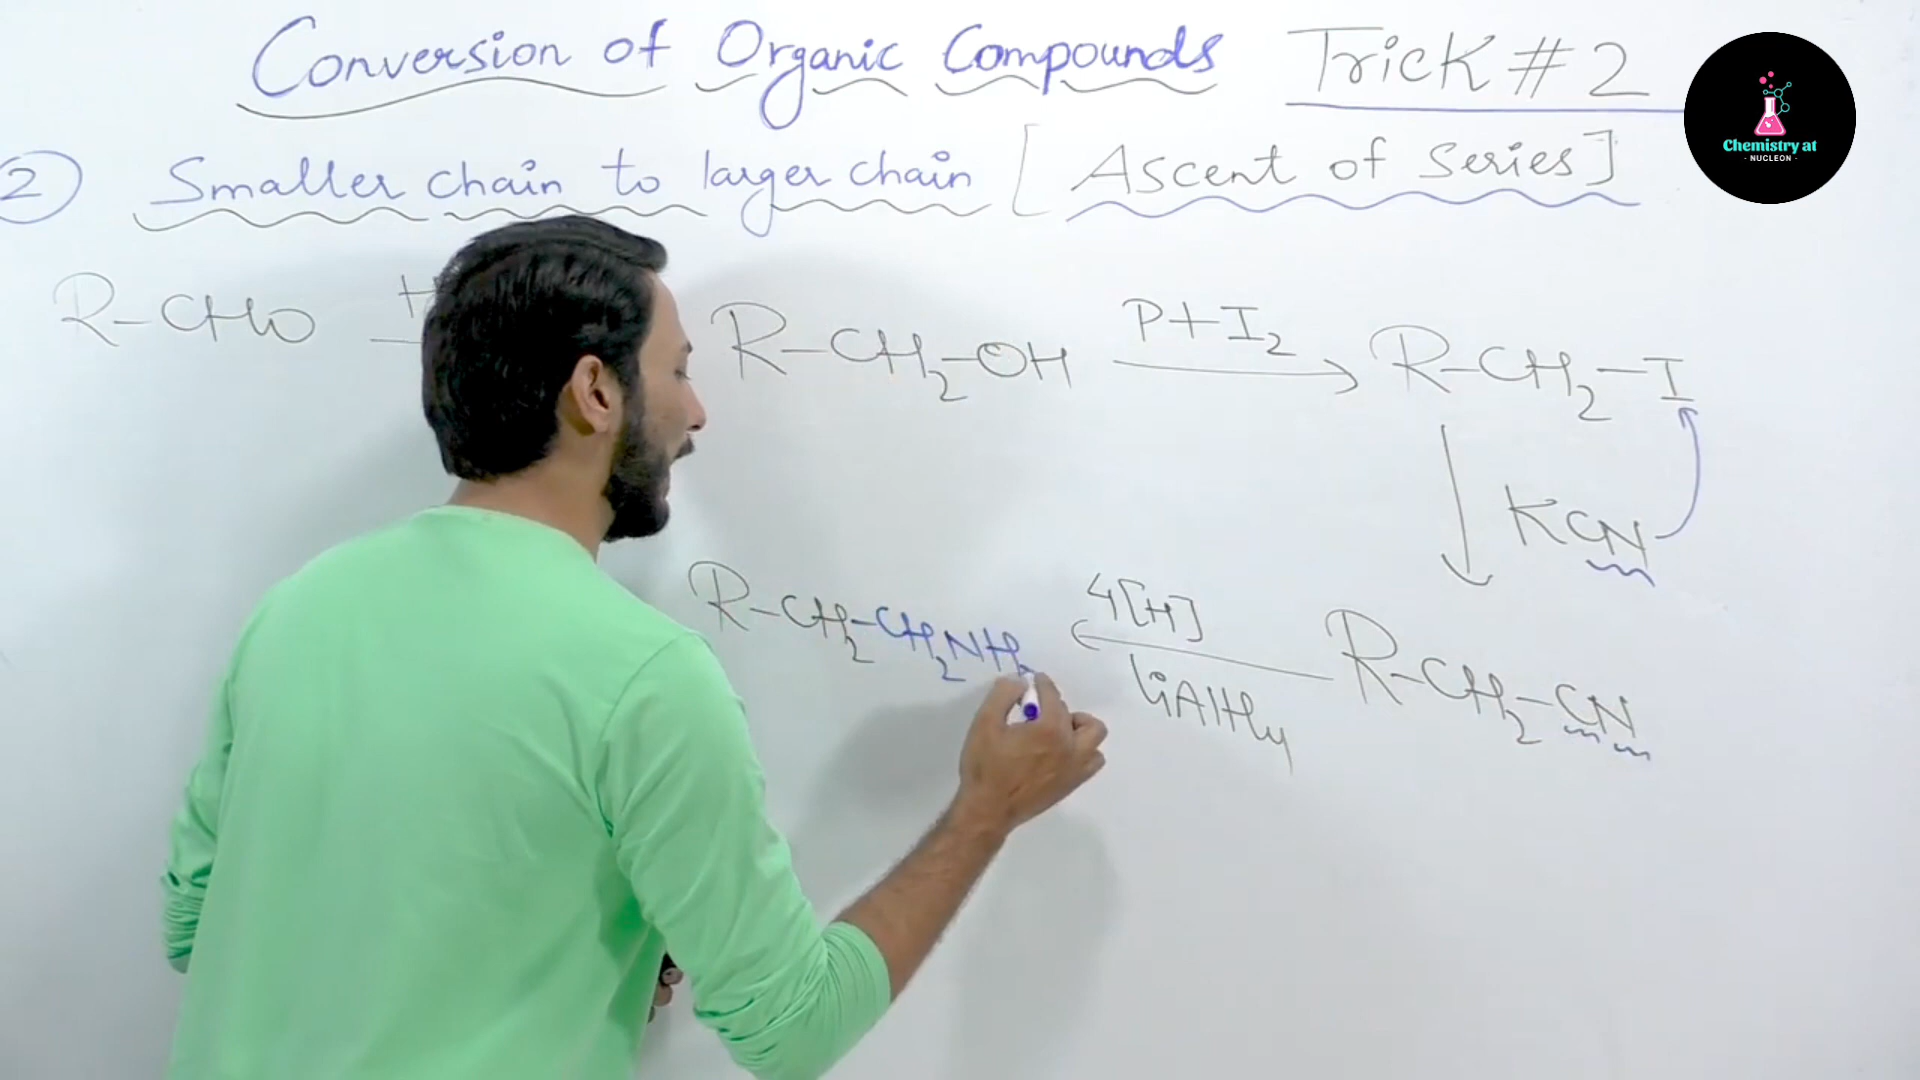 Conversion of Organic Compounds Trick # 2
Chemistry at
- NUCLEON -
2 Smaller chain to larger chain [Ascent of Series]
R-CHO R-CH2-OH P+I2 R-CH2-I
KCN
R-CH2-CH2NH2 4[H] R-CH2-CN
LiAlH4